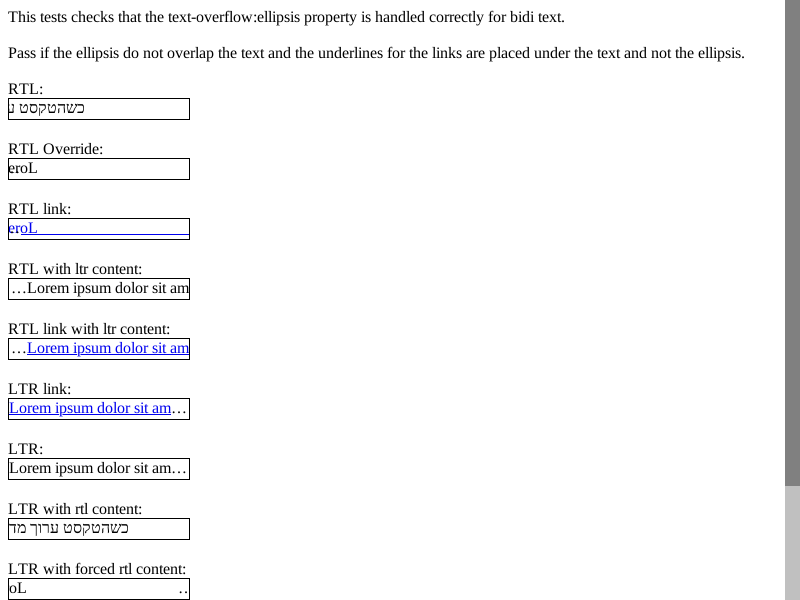 This tests checks that the text-overflow:ellipsis property is handled correctly for bidi text.
Pass if the ellipsis do not overlap the text and the underlines for the links are placed under the text and not the ellipsis.
RTL:
כשהטקסט ע
RTL Override:
eroL
RTL link:
eroL
RTL with ltr content:
…Lorem ipsum dolor sit am
RTL link with ltr content:
…Lorem ipsum dolor sit am
LTR link:
Lorem ipsum dolor sit am…
LTR:
Lorem ipsum dolor sit am…
LTR with rtl content:
כשהטקסט ערוך מד
LTR with forced rtl content:
oL ..